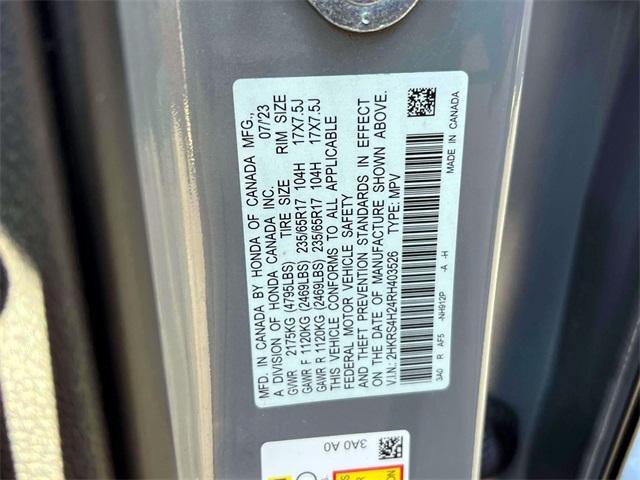 MFD. IN CANADA BY HONDA OF CANADA MFG.,
A DIVISION OF HONDA CANADA INC. 07/23
GVWR 2175KG (4795LBS) TIRE SIZE RIM SIZE
GAWR F 1120KG (2469LBS) 235/65R17 104H 17X7.5J
GAWR R 1120KG (2469LBS) 235/65R17 104H 17X7.5J
THIS VEHICLE CONFORMS TO ALL APPLICABLE
FEDERAL MOTOR VEHICLE SAFETY
AND THEFT PREVENTION STANDARDS IN EFFECT
ON THE DATE OF MANUFACTURE SHOWN ABOVE.
V.I.N.: 2HKRS4H24RH403526 TYPE: MPV
3A0 R AF5 -NH912P -A -H MADE IN CANADA
3A0 A0